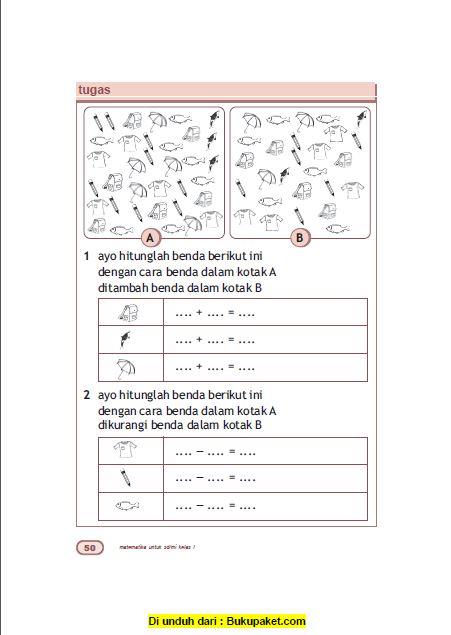 tugas
A
B
1 ayo hitunglah benda berikut ini
dengan cara benda dalam kotak A
ditambah benda dalam kotak B
.... + .... = ....
.... + .... = ....
.... + .... = ....
2 ayo hitunglah benda berikut ini
dengan cara benda dalam kotak A
dikurangi benda dalam kotak B
.... – .... = ....
.... – .... = ....
.... – .... = ....
50 matematika untuk sd/mi kelas 1
Di unduh dari : Bukupaket.com